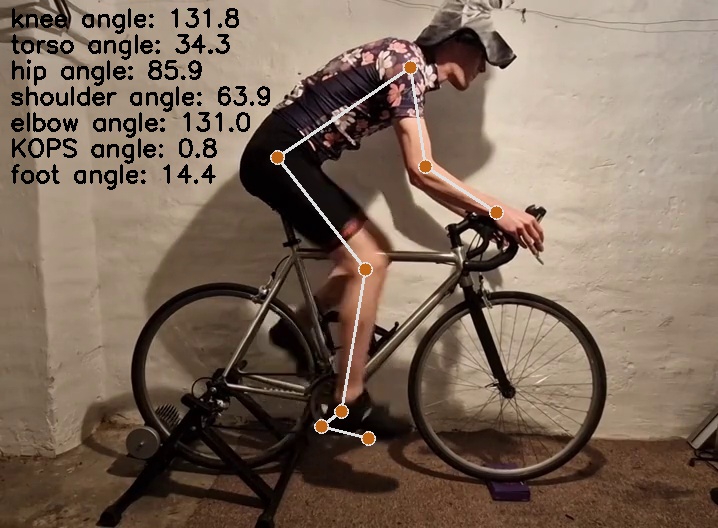 knee angle: 131.8
torso angle: 34.3
hip angle: 85.9
shoulder angle: 63.9
elbow angle: 131.0
KOPS angle: 0.8
foot angle: 14.4